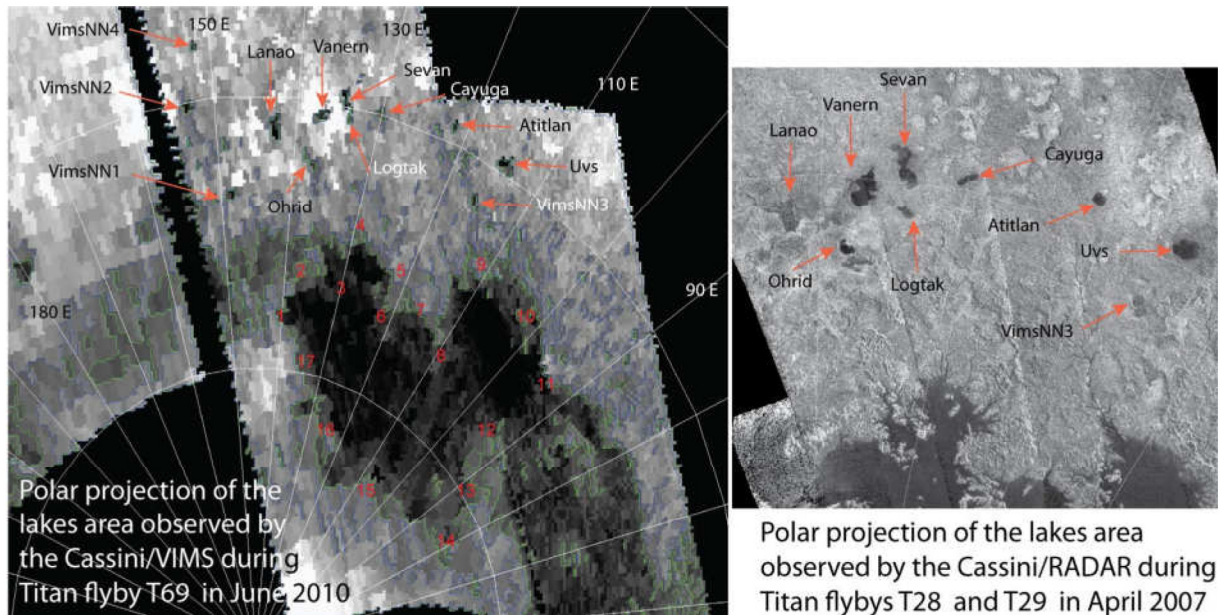 VimsNN4
150 E
130 E
Lanao
Vanern
Sevan
VimsNN2
Cayuga
110 E
Atitlan
VimsNN1
Logtak
Uvs
Ohrid
VimsNN3
4
2
5
9
3
180 E
1
6
7
10
90 E
8
17
11
16
12
15
13
14
Polar projection of the
lakes area observed by
the Cassini/VIMS during
Titan flyby T69 in June 2010
Sevan
Vanern
Lanao
Cayuga
Atitlan
Uvs
Ohrid
Logtak
VimsNN3
Polar projection of the lakes area
observed by the Cassini/RADAR during
Titan flybys T28 and T29 in April 2007